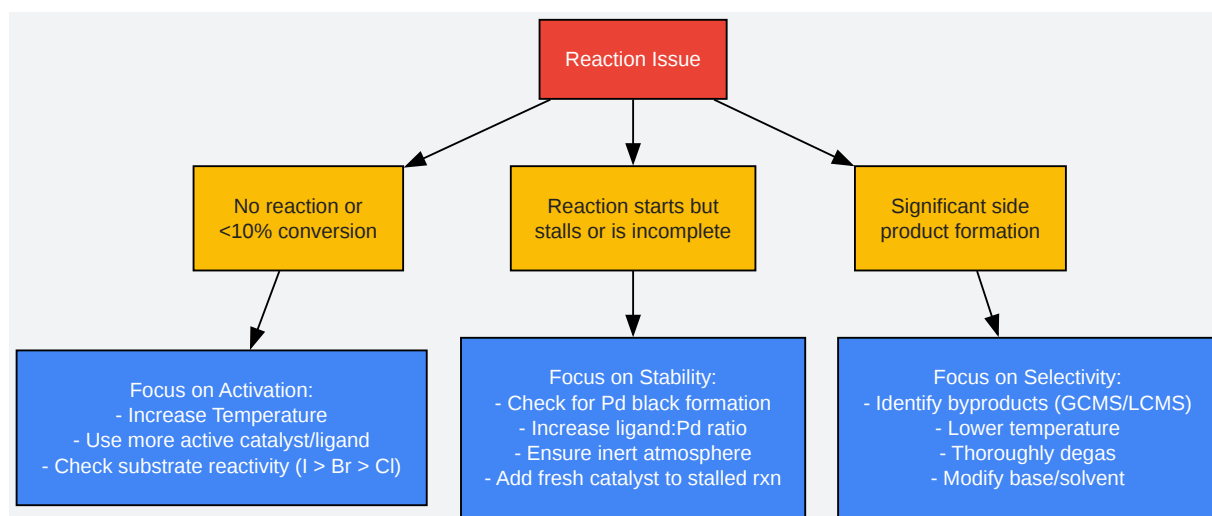 Reaction Issue
No reaction or
<10% conversion
Reaction starts but
stalls or is incomplete
Significant side
product formation
Focus on Activation:
- Increase Temperature
- Use more active catalyst/ligand
- Check substrate reactivity (I > Br > Cl)
Focus on Stability:
- Check for Pd black formation
- Increase ligand:Pd ratio
- Ensure inert atmosphere
- Add fresh catalyst to stalled rxn
Focus on Selectivity:
- Identify byproducts (GCMS/LCMS)
- Lower temperature
- Thoroughly degas
- Modify base/solvent